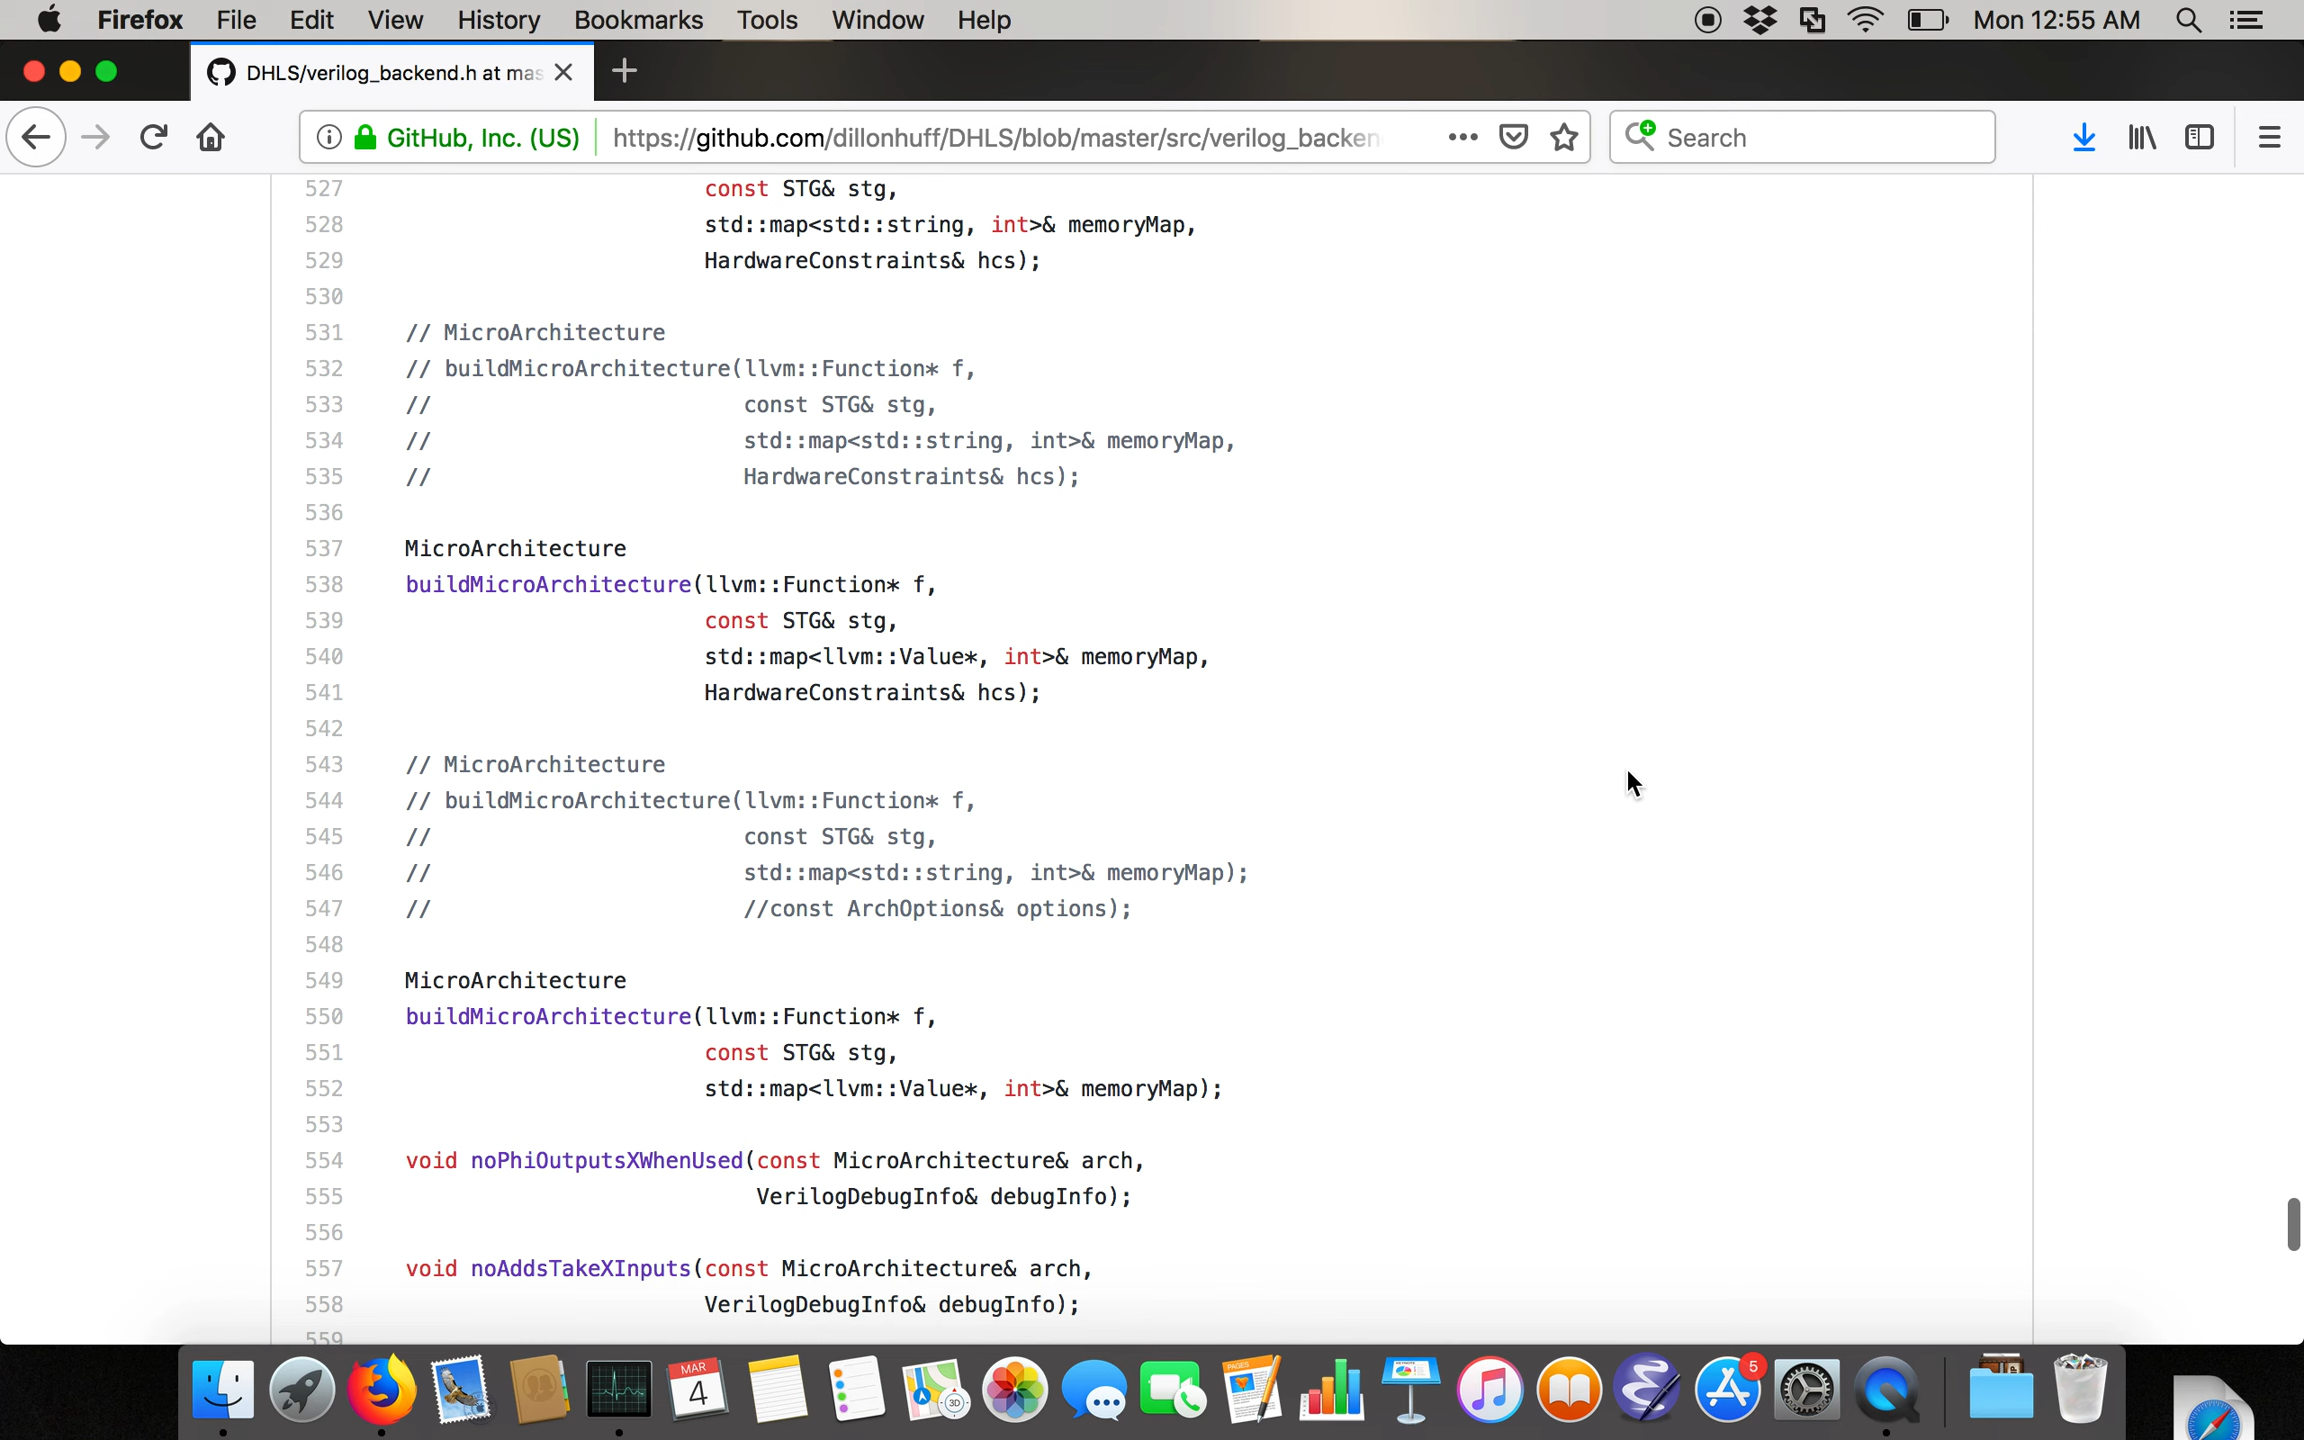 Firefox File Edit View History Bookmarks Tools Window Help Mon 12:55 AM
DHLS/verilog_backend.h at mas
GitHub, Inc. (US) https://github.com/dillonhuff/DHLS/blob/master/src/verilog_backen Search
527 const STG& stg,
528 std::map<std::string, int>& memoryMap,
529 HardwareConstraints& hcs);
530
531 // MicroArchitecture
532 // buildMicroArchitecture(llvm::Function* f,
533 // const STG& stg,
534 // std::map<std::string, int>& memoryMap,
535 // HardwareConstraints& hcs);
536
537 MicroArchitecture
538 buildMicroArchitecture(llvm::Function* f,
539 const STG& stg,
540 std::map<llvm::Value*, int>& memoryMap,
541 HardwareConstraints& hcs);
542
543 // MicroArchitecture
544 // buildMicroArchitecture(llvm::Function* f,
545 // const STG& stg,
546 // std::map<std::string, int>& memoryMap);
547 // //const ArchOptions& options);
548
549 MicroArchitecture
550 buildMicroArchitecture(llvm::Function* f,
551 const STG& stg,
552 std::map<llvm::Value*, int>& memoryMap);
553
554 void noPhiOutputsXWhenUsed(const MicroArchitecture& arch,
555 VerilogDebugInfo& debugInfo);
556
557 void noAddsTakeXInputs(const MicroArchitecture& arch,
558 VerilogDebugInfo& debugInfo);
559
MAR
4
3D
PAGES
KEYNOTE
5